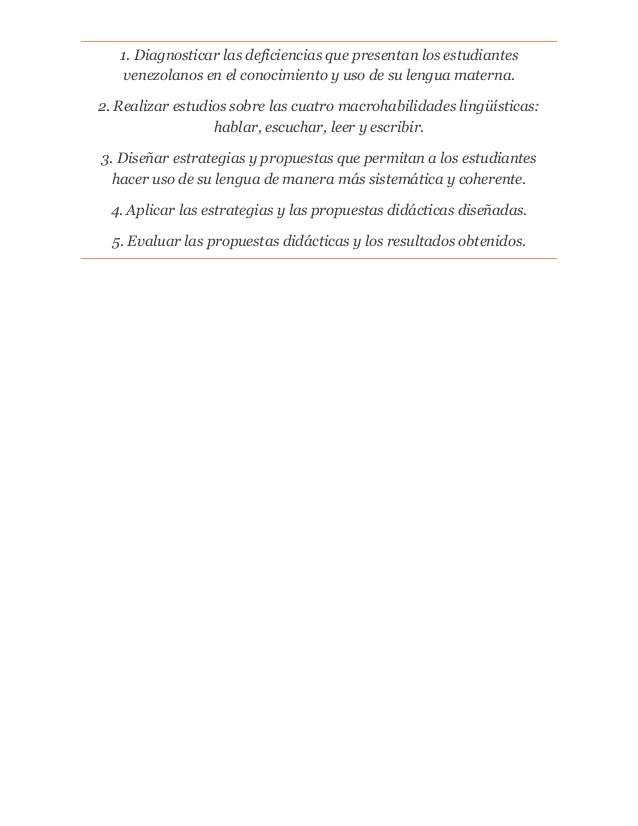 1. Diagnosticar las deficiencias que presentan los estudiantes
venezolanos en el conocimiento y uso de su lengua materna.
2. Realizar estudios sobre las cuatro macrohabilidades lingüísticas:
hablar, escuchar, leer y escribir.
3. Diseñar estrategias y propuestas que permitan a los estudiantes
hacer uso de su lengua de manera más sistemática y coherente.
4. Aplicar las estrategias y las propuestas didácticas diseñadas.
5. Evaluar las propuestas didácticas y los resultados obtenidos.